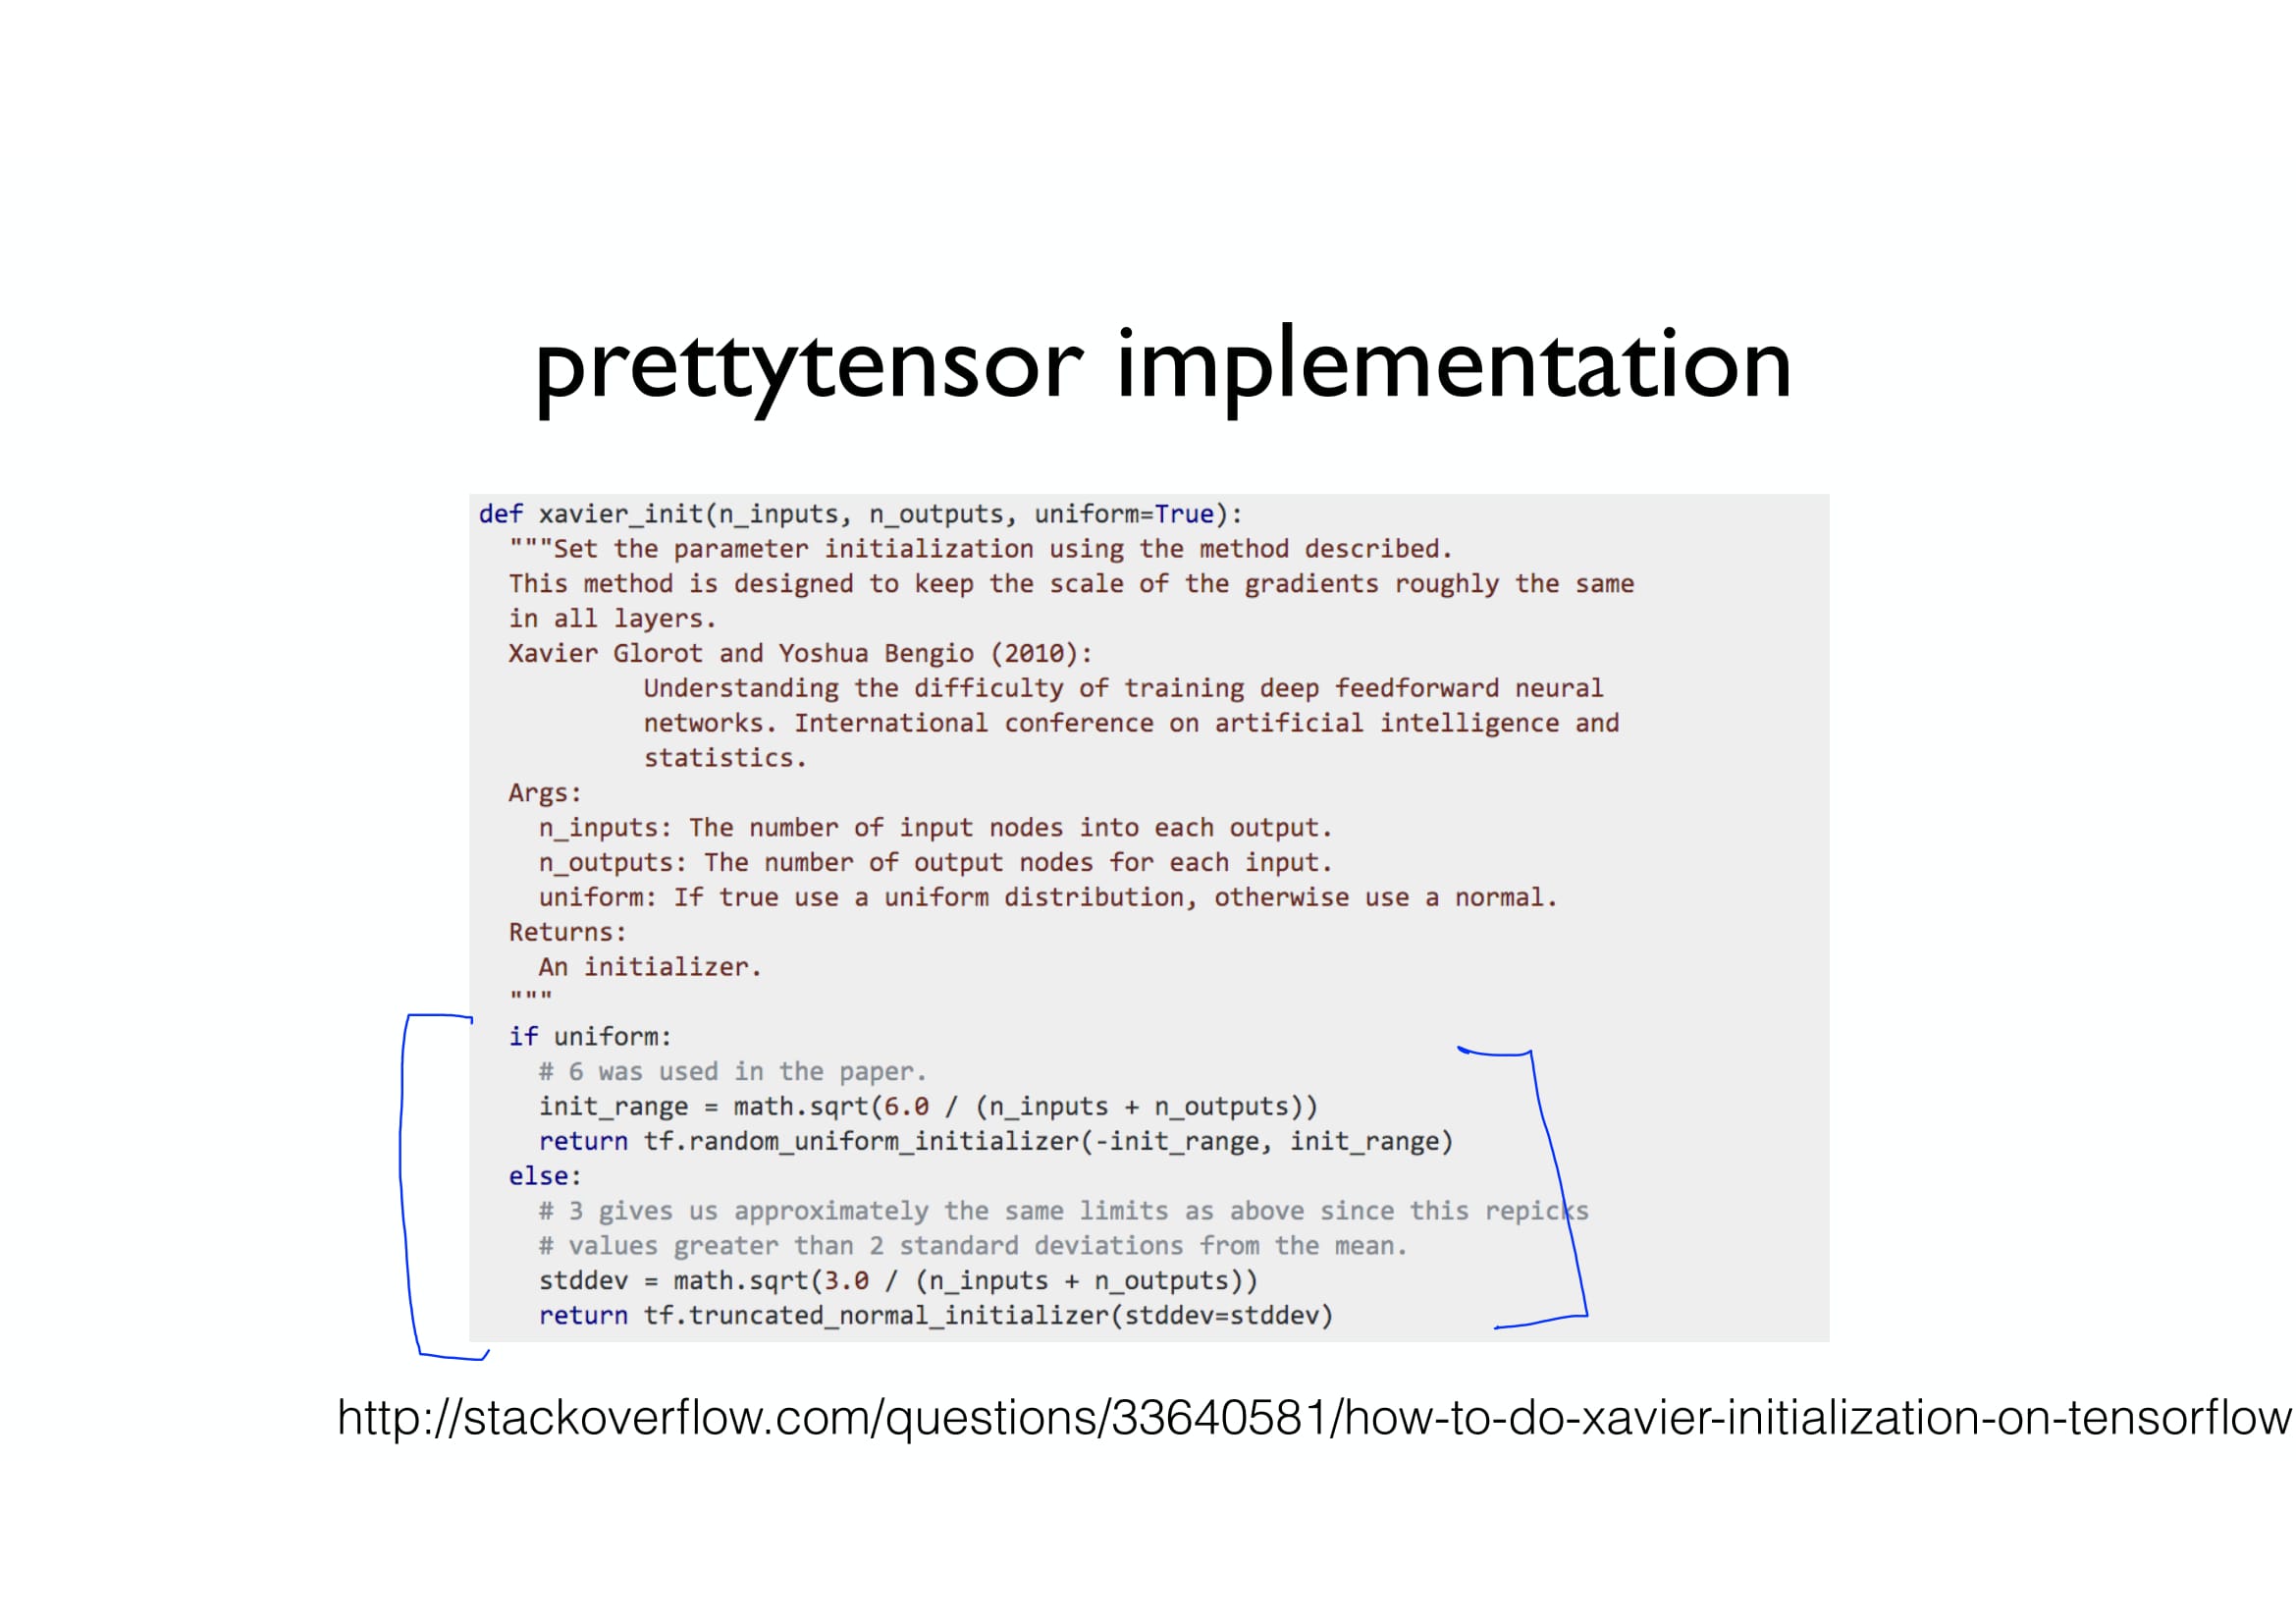 prettytensor implementation
def xavier_init(n_inputs, n_outputs, uniform=True):
"""Set the parameter initialization using the method described.
This method is designed to keep the scale of the gradients roughly the same
in all layers.
Xavier Glorot and Yoshua Bengio (2010):
Understanding the difficulty of training deep feedforward neural
networks. International conference on artificial intelligence and
statistics.
Args:
n_inputs: The number of input nodes into each output.
n_outputs: The number of output nodes for each input.
uniform: If true use a uniform distribution, otherwise use a normal.
Returns:
An initializer.
"""
if uniform:
# 6 was used in the paper.
init_range = math.sqrt(6.0 / (n_inputs + n_outputs))
return tf.random_uniform_initializer(-init_range, init_range)
else:
# 3 gives us approximately the same limits as above since this repicks
# values greater than 2 standard deviations from the mean.
stddev = math.sqrt(3.0 / (n_inputs + n_outputs))
return tf.truncated_normal_initializer(stddev=stddev)
http://stackoverflow.com/questions/33640581/how-to-do-xavier-initialization-on-tensorflow